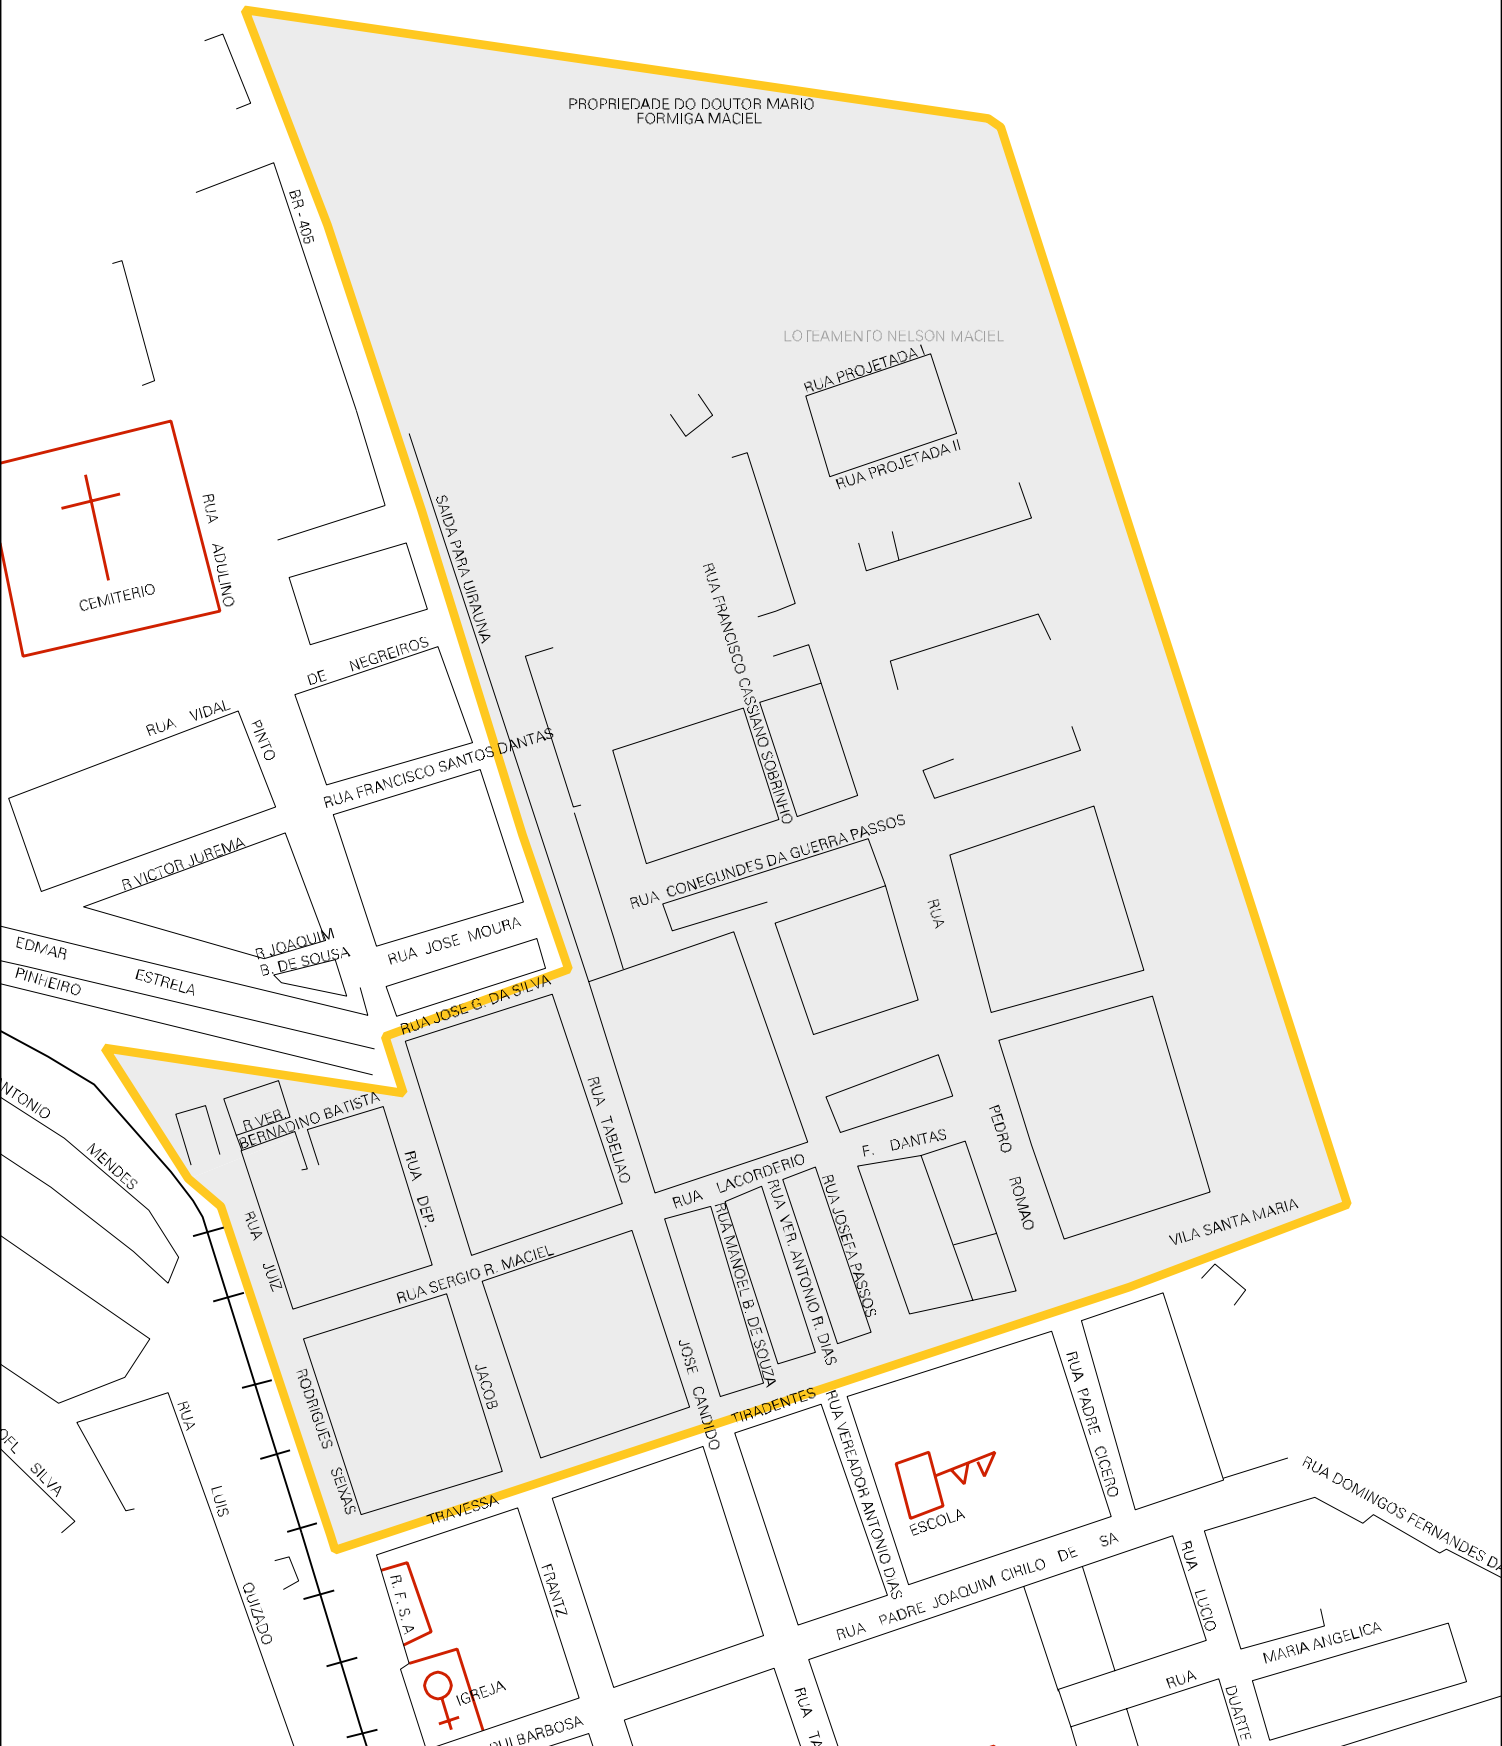 PROPRIEDADE DO DOUTOR MARIO
FORMIGA MACIEL
BR - 405
LOTEAMENTO NELSON MACIEL
RUA PROJETADA I
RUA PROJETADA II
SAIDA PARA UIRAUNA
RUA ADULINO
CEMITERIO
RUA FRANCISCO CASSIANO SOBRINHO
DE NEGREIROS
RUA VIDAL
PINTO
RUA FRANCISCO SANTOS DANTAS
R VICTOR JUREMA
RUA CONEGUNDES DA GUERRA PASSOS
RUA
R JOAQUIM
B. DE SOUSA
RUA JOSE MOURA
EDMAR
ESTRELA
PINHEIRO
RUA JOSE G. DA SILVA
RUA TABELIAO
NTONIO
MENDES
R VER.
BERNADINO BATISTA
RUA DEP.
F. DANTAS
PEDRO
ROMAO
RUA LACORDERIO
RUA MANOEL B. DE SOUZA
RUA VER. ANTONIO R. DIAS
RUA JOSEFA PASSOS
VILA SANTA MARIA
RUA
JUIZ
RUA SERGIO R. MACIEL
JACOB
JOSE CANDIDO
RODRIGUES
SEIXAS
TIRADENTES
TRAVESSA
RUA VEREADOR ANTONIO DIAS
RUA PADRE CICERO
ESCOLA
RUA
LUIS
QUIZADO
SILVA
RUA DOMINGOS FERNANDES DA
R. F. S. A
FRANTZ
IGREJA
RUA PADRE JOAQUIM CIRILO DE SA
RUA LUCIO
MARIA ANGELICA
RUA
DUARTE
RUA TA
UI BARBOSA